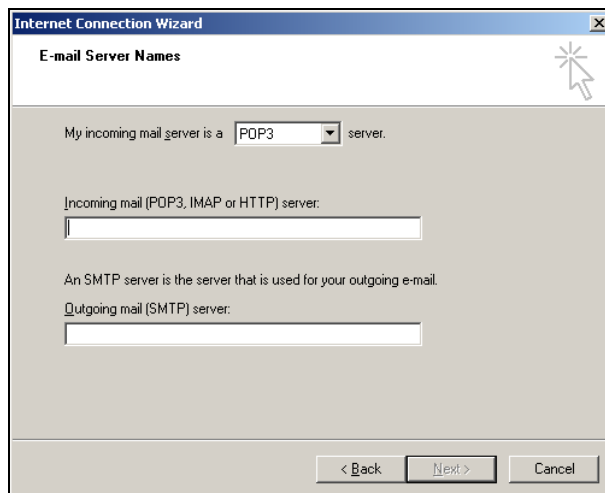 Internet Connection Wizard
E-mail Server Names
My incoming mail server is a POP3 server.
Incoming mail (POP3, IMAP or HTTP) server:
An SMTP server is the server that is used for your outgoing e-mail.
Outgoing mail (SMTP) server:
< Back Next > Cancel